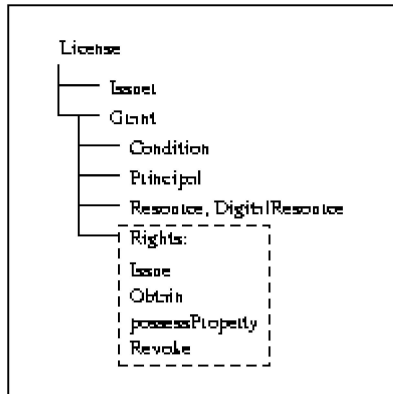 License
Issuer
Grant
Condition
Principal
Resource, DigitalResource
Rights:
Issue
Obtain
possessProperty
Revoke